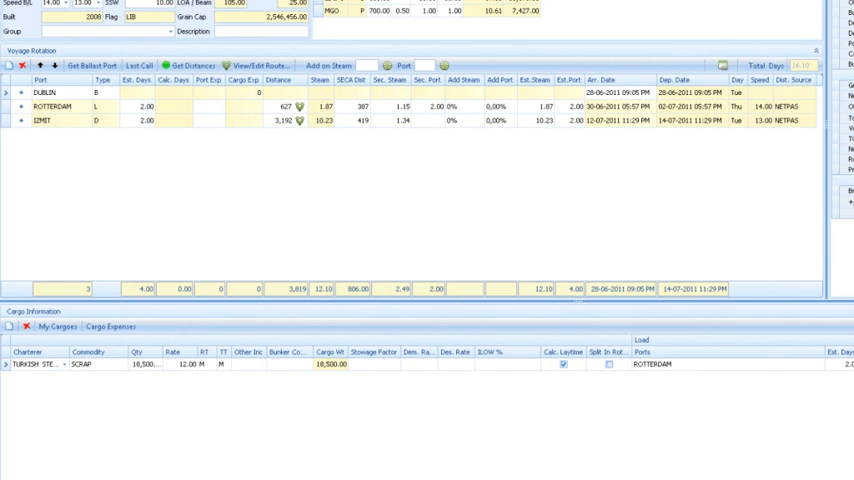 Speed B/L 14.00 13.00 SSW 10.00 LOA / Beam 105.00 25.00
Built 2008 Flag LIB Grain Cap 2,546,456.00 MGO P 700.00 0.50 1.00 1.00 10.61 7,427.00
Group Description
Voyage Rotation
Get Ballast Port Last Call Get Distances View/Edit Route... Add on Steam Port Total Days 16.10
Port Type Est. Days Calc. Days Port Exp Cargo Exp Distance Steam SECA Dist Sec. Steam Sec. Port Add Steam Add Port Est.Steam Est.Port Arr. Date Dep. Date Day Speed Dist. Source
DUBLIN B 0 28-06-2011 09:05 PM 28-06-2011 09:05 PM Tue
ROTTERDAM L 2.00 627 1.87 387 1.15 2.00 0% 0,00% 1.87 2.00 30-06-2011 05:57 PM 02-07-2011 05:57 PM Thu 14.00 NETPAS
IZMIT D 2.00 3,192 10.23 419 1.34 0% 0,00% 10.23 2.00 12-07-2011 11:29 PM 14-07-2011 11:29 PM Tue 13.00 NETPAS
3 4.00 0.00 0 0 3,819 12.10 806.00 2.49 2.00 12.10 4.00 28-06-2011 09:05 PM 14-07-2011 11:29 PM
Cargo Information
My Cargoes Cargo Expenses
Load
Charterer Commodity Qty Rate RT TT Other Inc Bunker Co... Cargo Wt Stowage Factor Dem. Ra... Des. Rate ILOW % Calc. Laytime Split In Rot... Ports Est. Days
TURKISH STE... SCRAP 18,500.... 12.00 M M 18,500.00 ROTTERDAM 2.0